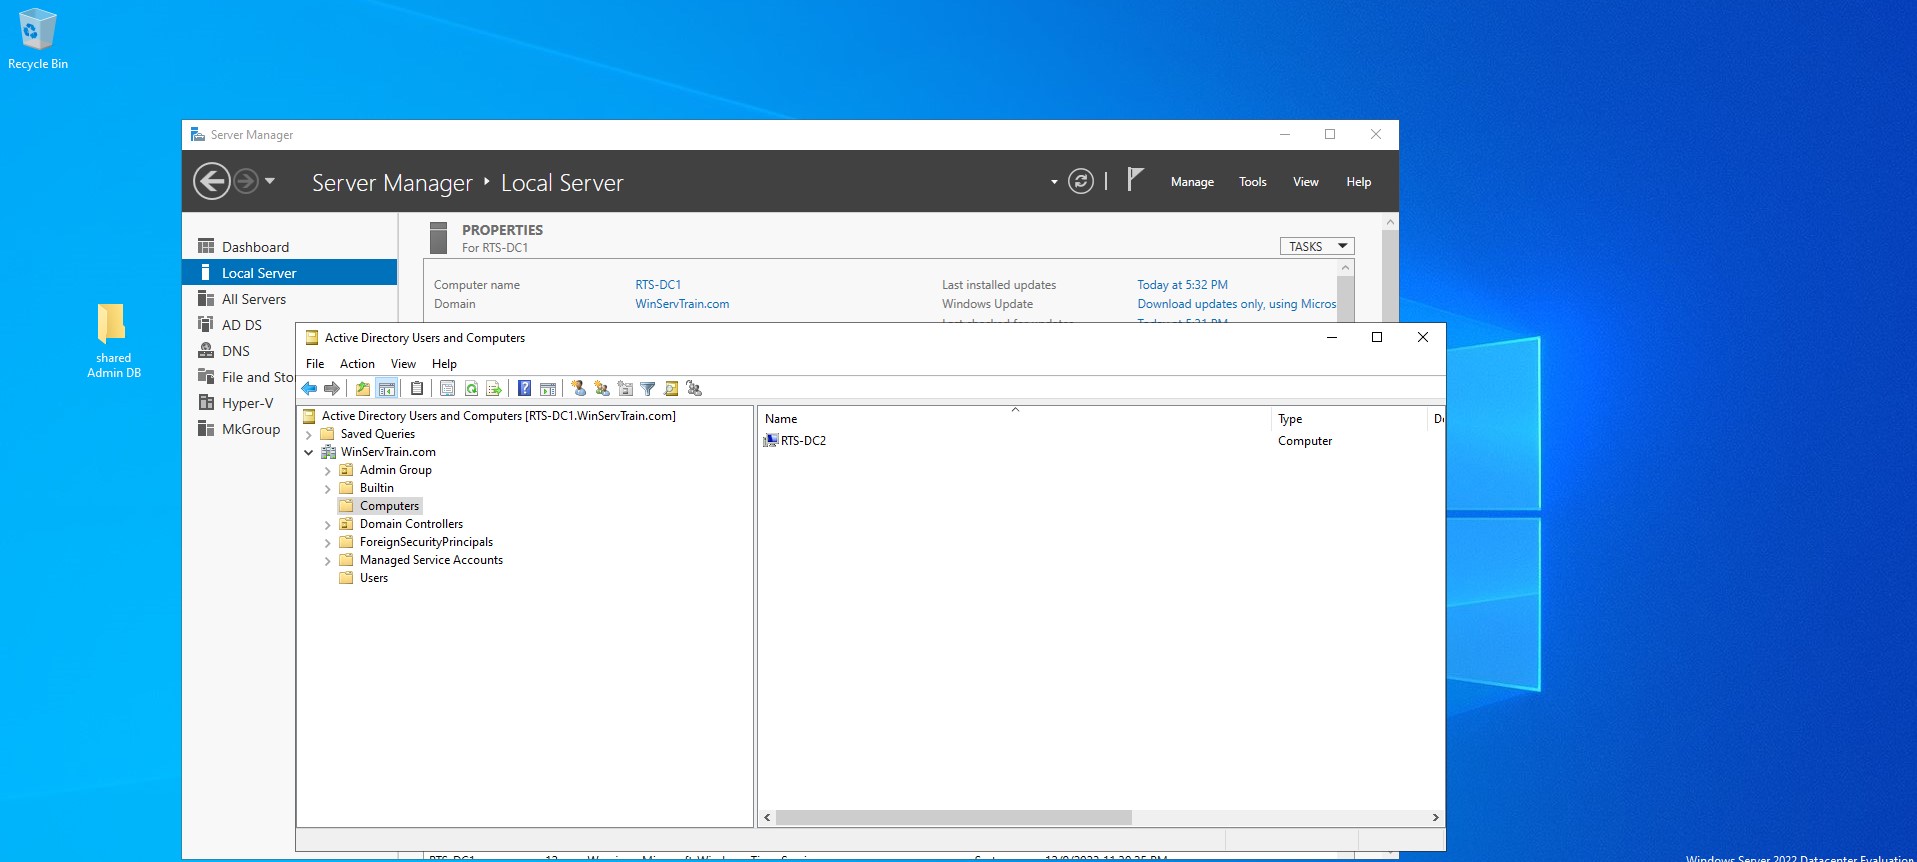 Recycle Bin
Server Manager
Server Manager Local Server
Manage Tools View Help
Dashboard
Local Server
All Servers
AD DS
DNS
File and Sto
Hyper-V
MkGroup
PROPERTIES
For RTS-DC1
TASKS
Computer name RTS-DC1 Last installed updates Today at 5:32 PM
Domain WinServTrain.com Windows Update Download updates only, using Micros
shared
Admin DB
Active Directory Users and Computers
File Action View Help
Active Directory Users and Computers [RTS-DC1.WinServTrain.com]
Saved Queries
WinServTrain.com
Admin Group
Builtin
Computers
Domain Controllers
ForeignSecurityPrincipals
Managed Service Accounts
Users
Name Type
RTS-DC2 Computer
Windows Server 2022 Datacenter Evaluation